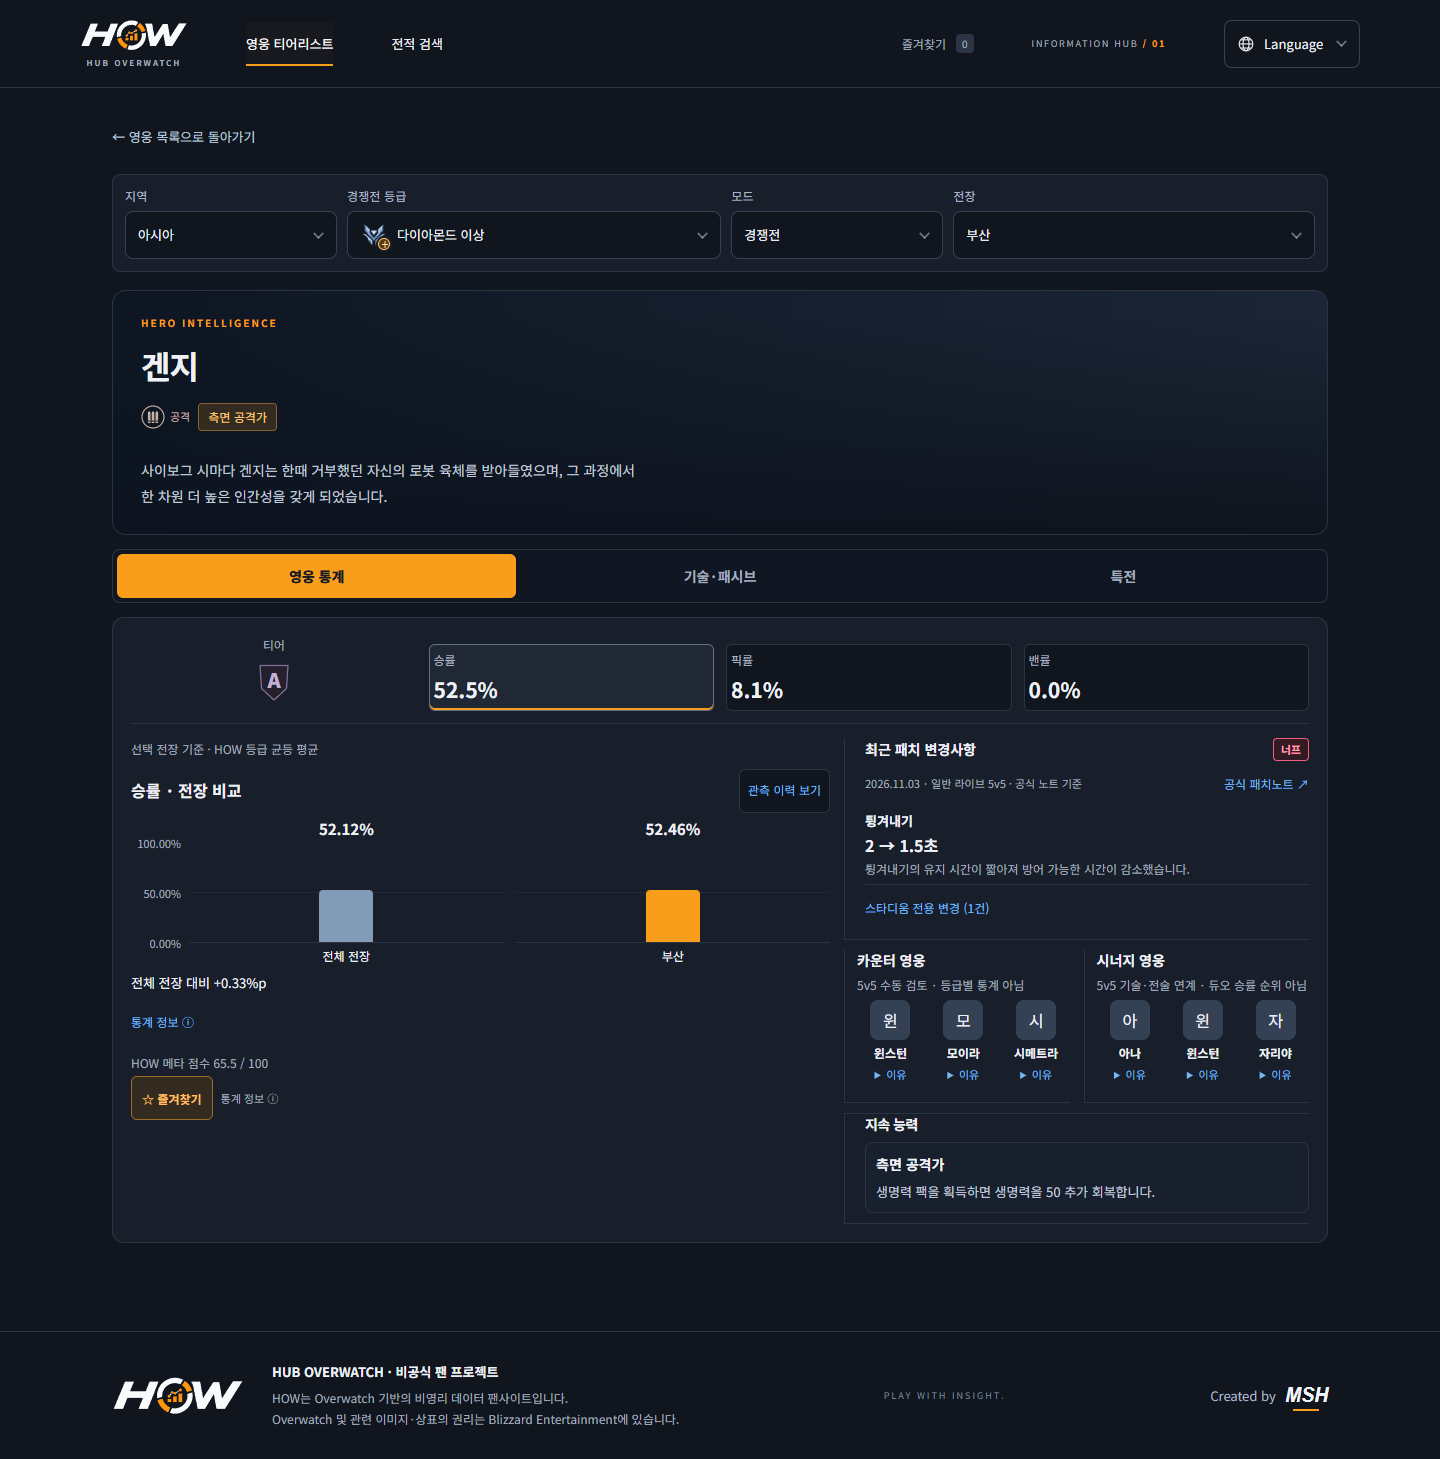 HOW
HUB OVERWATCH
영웅 티어리스트
전적 검색
즐겨찾기 0
INFORMATION HUB / 01
Language
← 영웅 목록으로 돌아가기
지역
경쟁전 등급
모드
전장
아시아
다이아몬드 이상
경쟁전
부산
HERO INTELLIGENCE
겐지
공격
측면 공격가
사이보그 시마다 겐지는 한때 거부했던 자신의 로봇 육체를 받아들였으며, 그 과정에서
한 차원 더 높은 인간성을 갖게 되었습니다.
영웅 통계
기술·패시브
특전
티어
A
승률
52.5%
픽률
8.1%
밴률
0.0%
선택 전장 기준 · HOW 등급 균등 평균
승률 · 전장 비교
관측 이력 보기
52.12%
52.46%
100.00%
50.00%
0.00%
전체 전장
부산
전체 전장 대비 +0.33%p
통계 정보 ⓘ
HOW 메타 점수 65.5 / 100
☆ 즐겨찾기
통계 정보 ⓘ
최근 패치 변경사항
너프
2026.11.03 · 일반 라이브 5v5 · 공식 노트 기준
공식 패치노트 ↗
튕겨내기
2 → 1.5초
튕겨내기의 유지 시간이 짧아져 방어 가능한 시간이 감소했습니다.
스타디움 전용 변경 (1건)
카운터 영웅
5v5 수동 검토 · 등급별 통계 아님
윈
모
시
윈스턴
모이라
시메트라
▶ 이유
▶ 이유
▶ 이유
시너지 영웅
5v5 기술·전술 연계 · 듀오 승률 순위 아님
아
윈
자
아나
윈스턴
자리야
▶ 이유
▶ 이유
▶ 이유
지속 능력
측면 공격가
생명력 팩을 획득하면 생명력을 50 추가 회복합니다.
HOW
HUB OVERWATCH · 비공식 팬 프로젝트
HOW는 Overwatch 기반의 비영리 데이터 팬사이트입니다.
Overwatch 및 관련 이미지·상표의 권리는 Blizzard Entertainment에 있습니다.
PLAY WITH INSIGHT.
Created by MSH